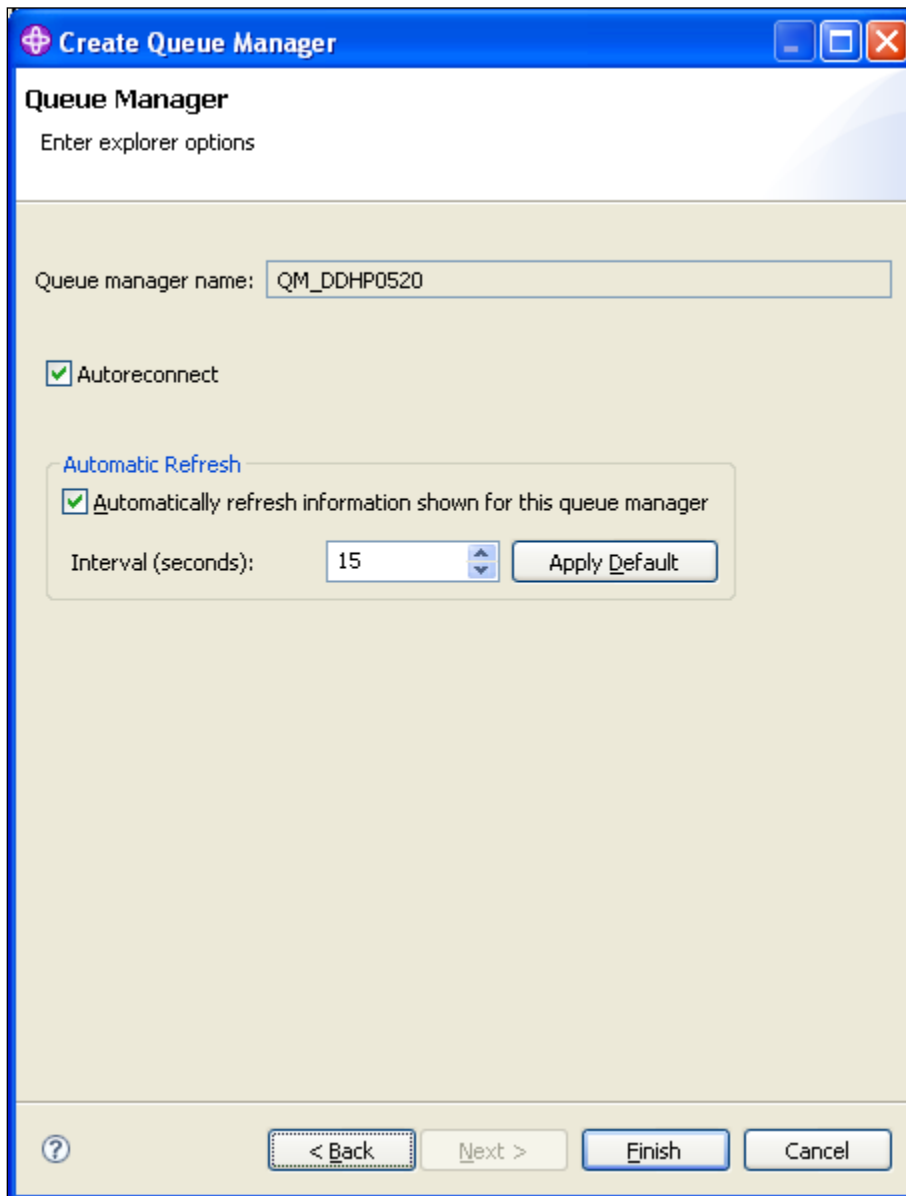 Create Queue Manager
Queue Manager
Enter explorer options
Queue manager name: QM_DDHP0520
Autoreconnect
Automatic Refresh
Automatically refresh information shown for this queue manager
Interval (seconds): 15 Apply Default
? < Back Next > Finish Cancel